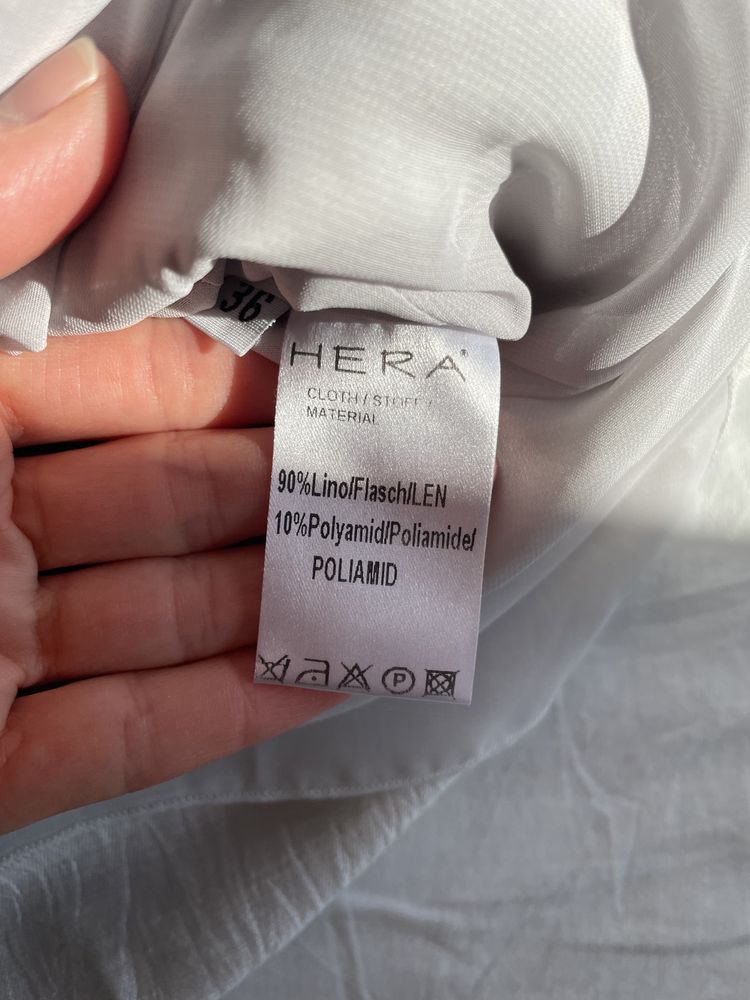 36
HERA
CLOTH / STOFF /
MATERIAL
90%Lino/Flasch/LEN
10%Polyamid/Poliamide/
POLIAMID
P